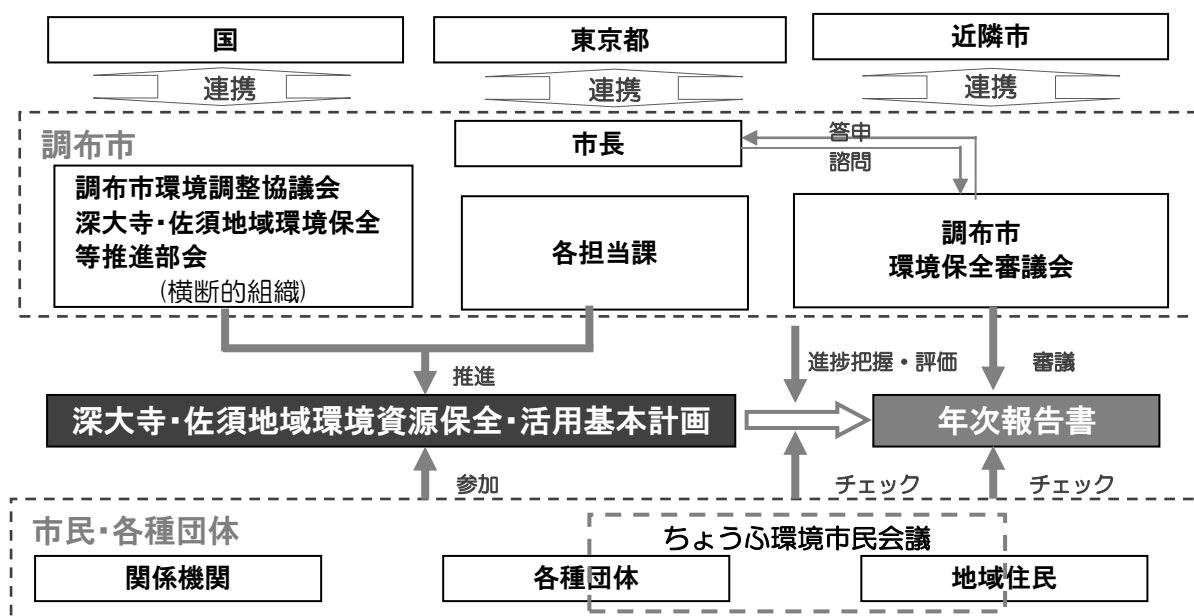 国
東京都
近隣市
連携
連携
連携
調布市
市長
答申
諮問
調布市環境調整協議会
深大寺・佐須地域環境保全
等推進部会
(横断的組織)
各担当課
調布市
環境保全審議会
推進
進捗把握・評価
審議
深大寺・佐須地域環境資源保全・活用基本計画
年次報告書
参加
チェック
チェック
市民・各種団体
ちょうふ環境市民会議
関係機関
各種団体
地域住民